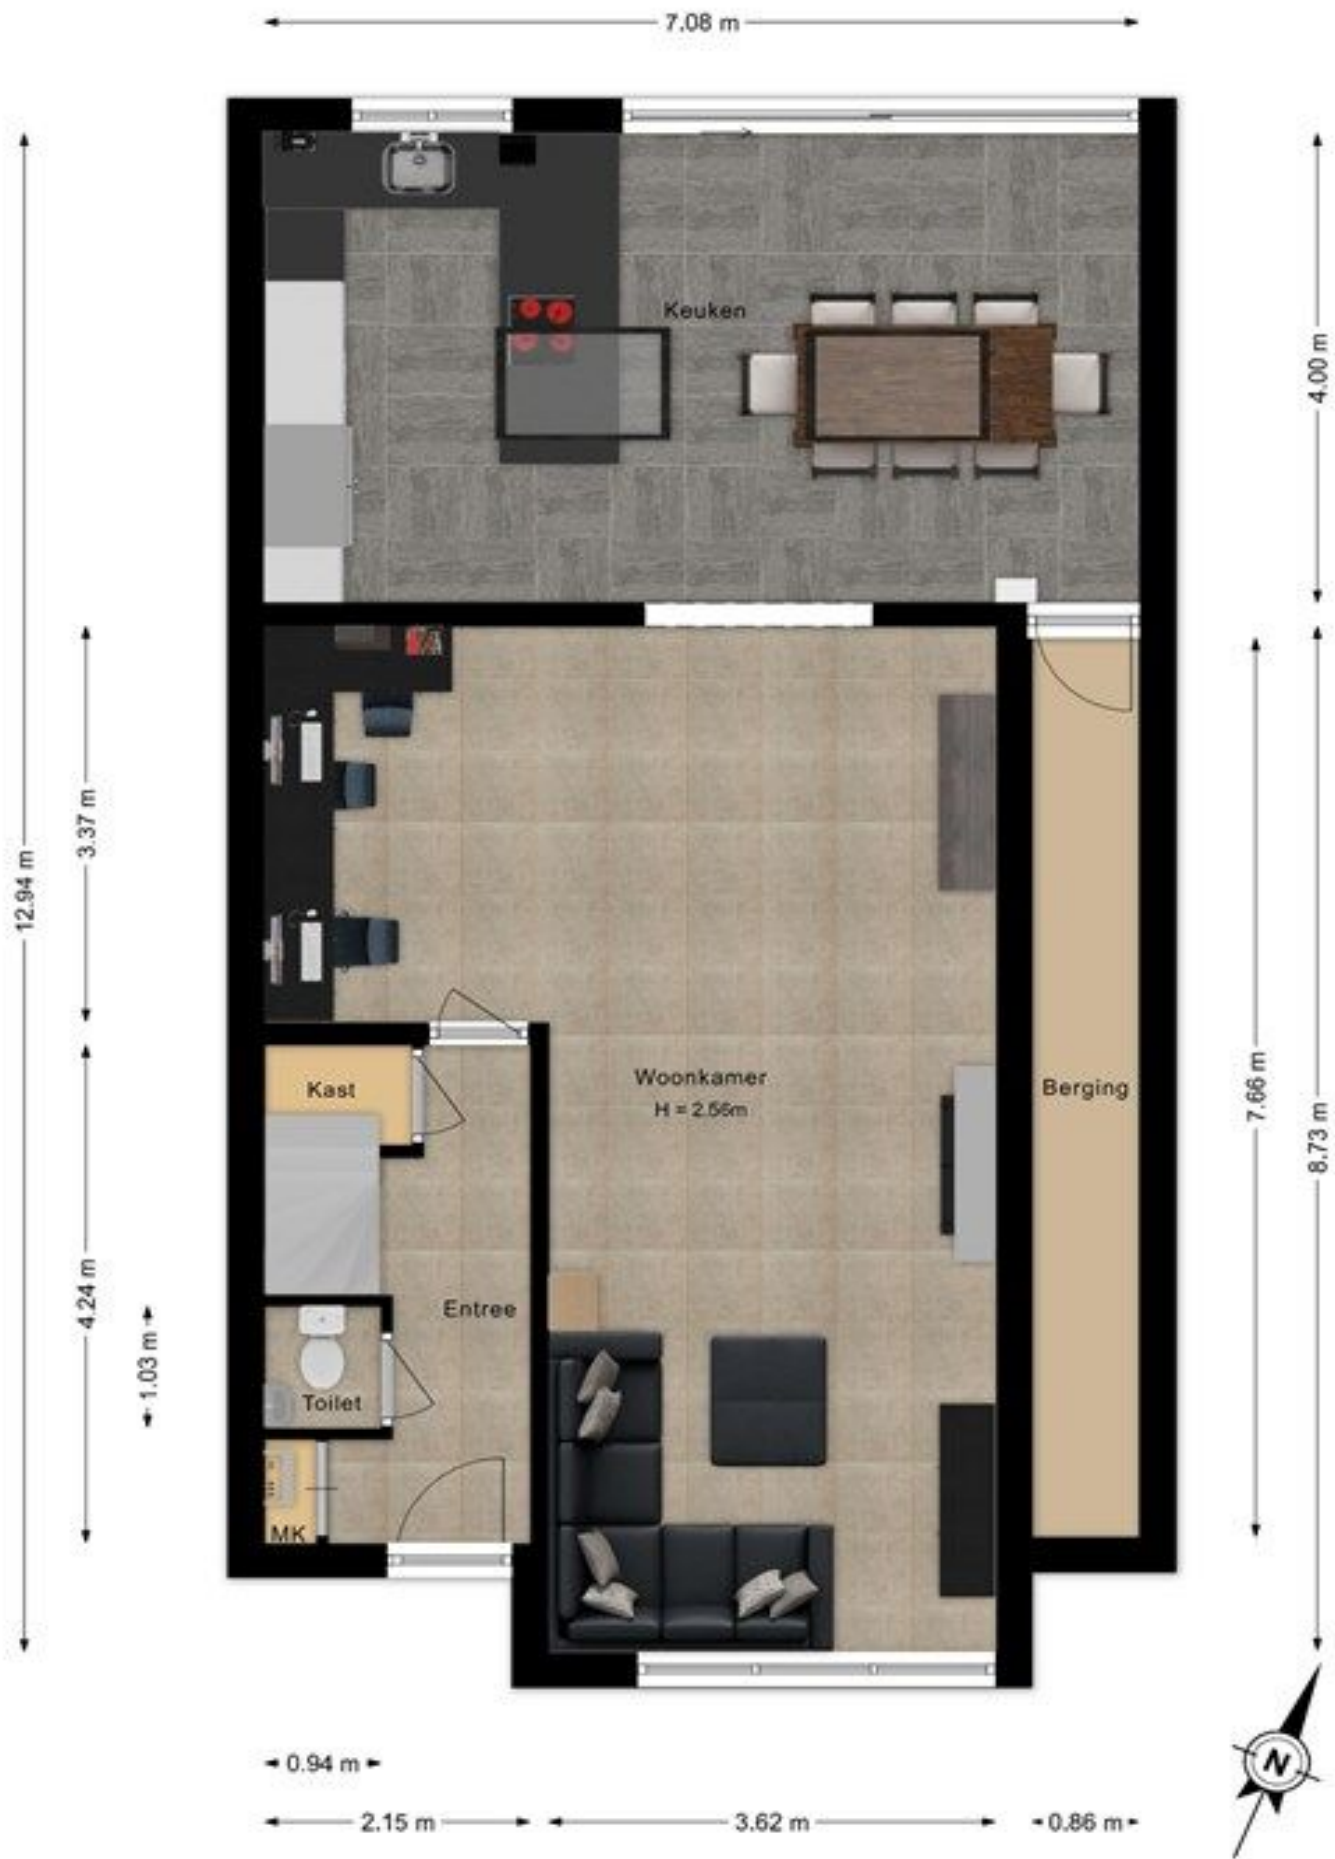 7.08 m
Keuken
4.00 m
12.94 m
3.37 m
Kast
Woonkamer
H = 2.56m
Berging
7.66 m
8.73 m
4.24 m
1.03 m
Entree
Toilet
MK
N
0.94 m
2.15 m
3.62 m
0.86 m